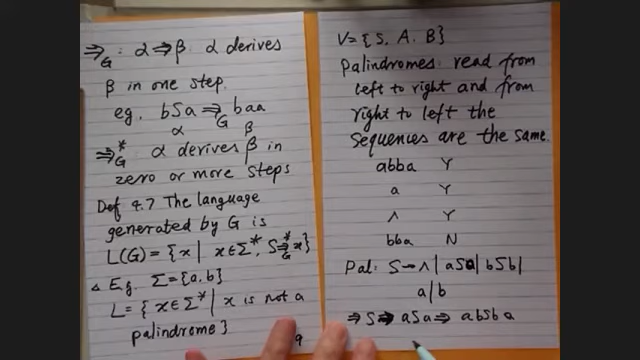 ⇒G : α ⇒ β α derives
β in one step.
eg. bSa ⇒G baa
α β
⇒*G : α derives β in
zero or more steps
Def 4.7 The language
generated by G is
L(G) = { x | x ∈ Σ*, S ⇒*G x }
E.g. Σ = {a, b}
L = { x ∈ Σ* | x is not a
palindrome }
9
V = { S, A, B }
Palindromes: read from
left to right and from
right to left the
sequences are the same.
abba Y
a Y
Λ Y
bba N
Pal: S → Λ | aSa | bSb |
a | b
⇒ S ⇒ aSa ⇒ abSba